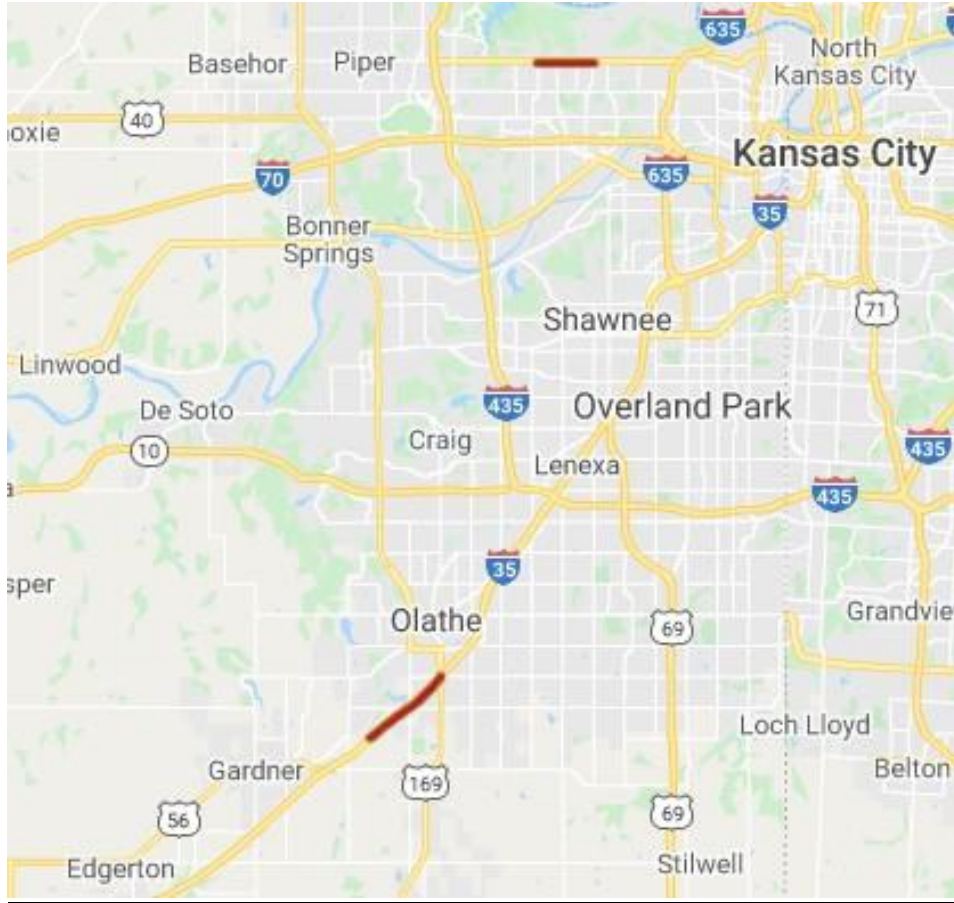 635
North
Kansas City
Basehor
Piper
40
oxie
Kansas City
70
635
35
Bonner
Springs
71
Shawnee
Linwood
De Soto
435
Overland Park
Craig
10
435
Lenexa
a
435
35
sper
Olathe
69
Grandvie
Loch Lloyd
Gardner
169
Belton
56
69
Edgerton
Stilwell